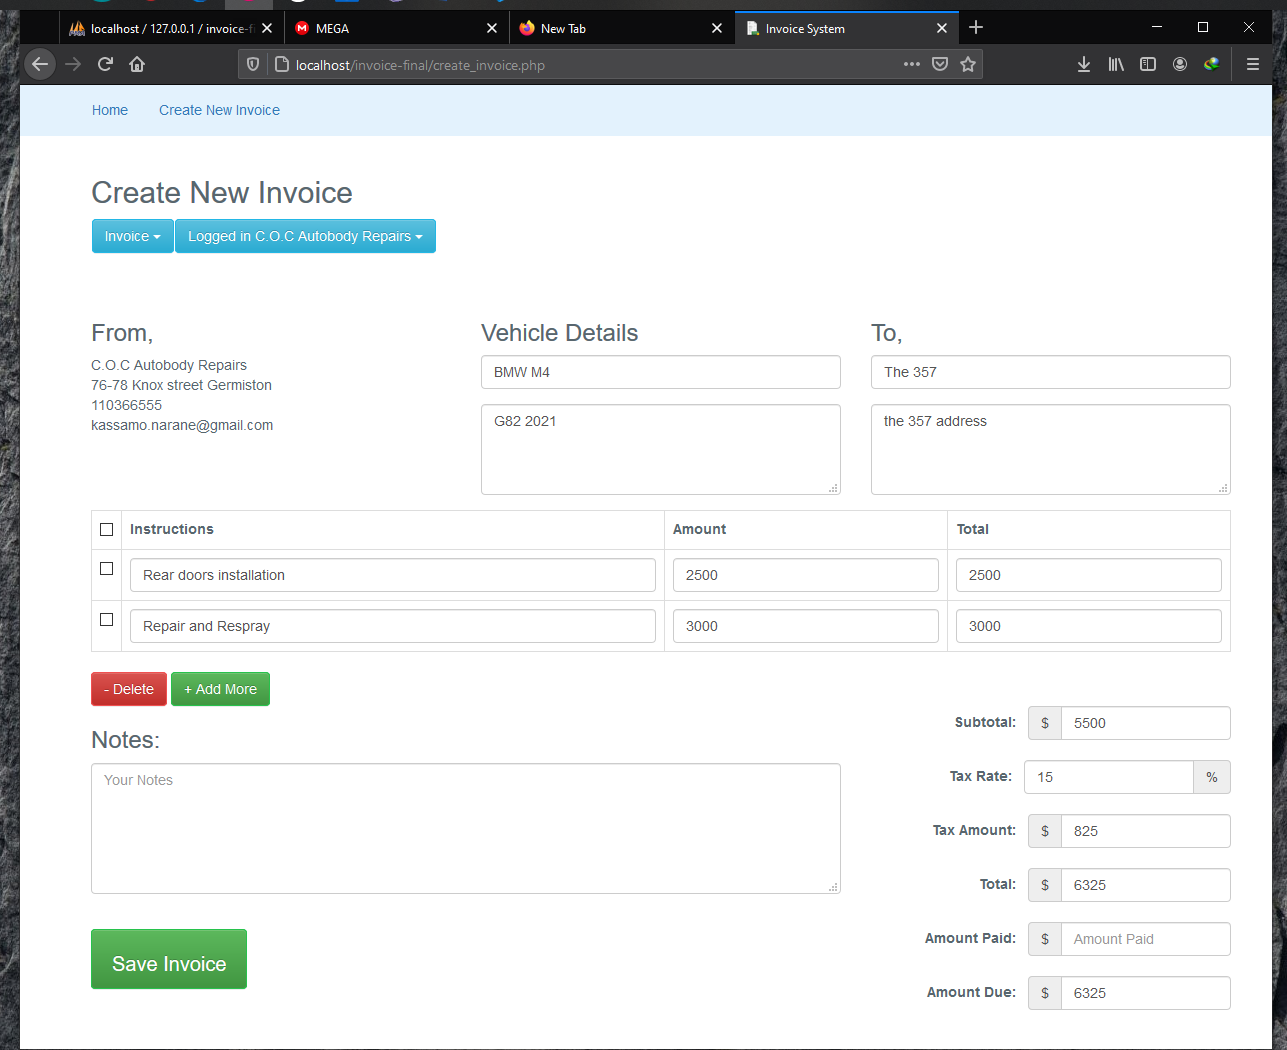 localhost / 127.0.0.1 / invoice-fi
MEGA
New Tab
Invoice System
localhost/invoice-final/create_invoice.php
Home
Create New Invoice
Create New Invoice
Invoice
Logged in C.O.C Autobody Repairs
From,
Vehicle Details
To,
C.O.C Autobody Repairs
76-78 Knox street Germiston
110366555
kassamo.narane@gmail.com
BMW M4
The 357
G82 2021
the 357 address
Instructions
Amount
Total
Rear doors installation
2500
2500
Repair and Respray
3000
3000
- Delete
+ Add More
Subtotal:
$
5500
Notes:
Your Notes
Tax Rate:
15
%
Tax Amount:
$
825
Total:
$
6325
Amount Paid:
$
Amount Paid
Save Invoice
Amount Due:
$
6325